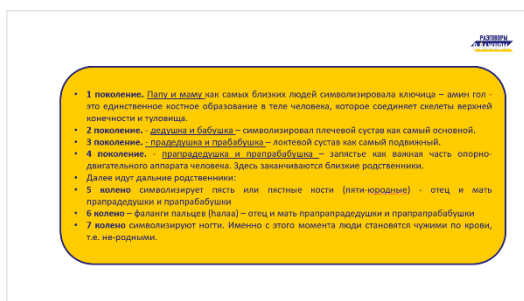 РАЗГОВОРЫ
О ВАЖНОМ
• 1 поколение. Папу и маму как самых близких людей символизировала ключица – амин гол -
это единственное костное образование в теле человека, которое соединяет скелеты верхней
конечности и туловища.
2 поколение. - дедушка и бабушка – символизировал плечевой сустав как самый основной.
• 3 поколение. - прадедушка и прабабушка – локтевой сустав как самый подвижный.
• 4 поколение. - прапрадедушка и прапрабабушка – запястье как важная часть опорно-
двигательного аппарата человека. Здесь заканчиваются близкие родственники.
• Далее идут дальние родственники:
• 5 колено символизирует пясть или пястные кости (пяти-юродные) - отец и мать
прапрадедушки и прапрабабушки
• 6 колено – фаланги пальцев (һалаа) – отец и мать прапрапрадедушки и прапрапрабабушки
• 7 колено символизируют ногти. Именно с этого момента люди становятся чужими по крови,
т.е. не-родными.